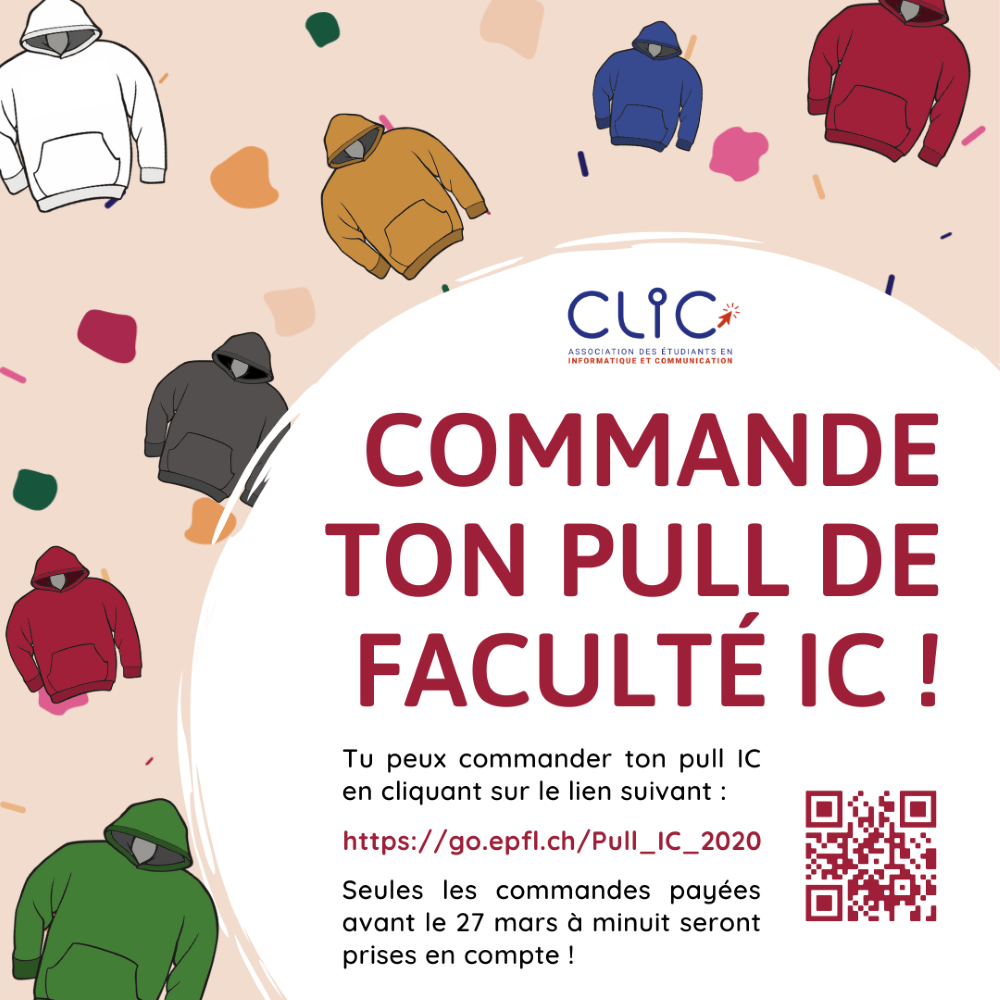 CLIC
ASSOCIATION DES ÉTUDIANTS EN
INFORMATIQUE ET COMMUNICATION
COMMANDE
TON PULL DE
FACULTÉ IC !
Tu peux commander ton pull IC
en cliquant sur le lien suivant :
https://go.epfl.ch/Pull_IC_2020
Seules les commandes payées
avant le 27 mars à minuit seront
prises en compte !